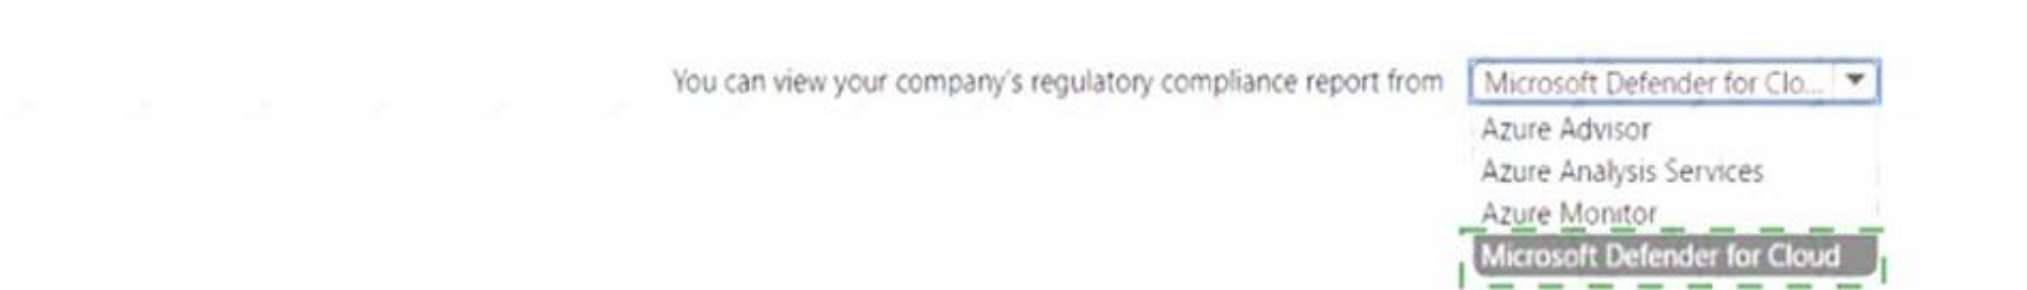 You can view your company's regulatory compliance report from Microsoft Defender for Clo...
Azure Advisor
Azure Analysis Services
Azure Monitor
Microsoft Defender for Cloud